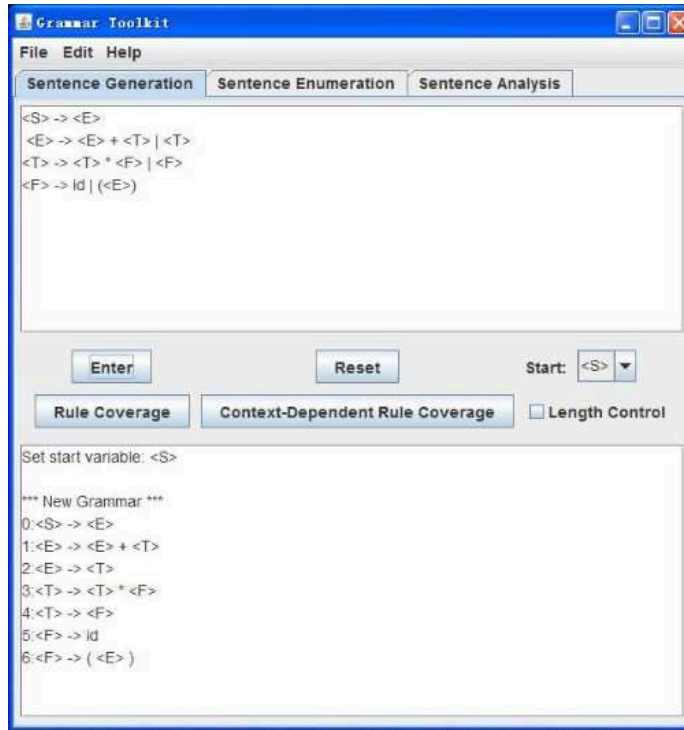 Grammar Toolkit
File Edit Help
Sentence Generation Sentence Enumeration Sentence Analysis
<S> -> <E>
<E> -> <E> + <T> | <T>
<T> -> <T> * <F> | <F>
<F> -> id | (<E>)
Enter Reset Start: <S>
Rule Coverage Context-Dependent Rule Coverage Length Control
Set start variable: <S>
*** New Grammar ***
0:<S> -> <E>
1:<E> -> <E> + <T>
2:<E> -> <T>
3:<T> -> <T> * <F>
4:<T> -> <F>
5:<F> -> id
6:<F> -> ( <E> )